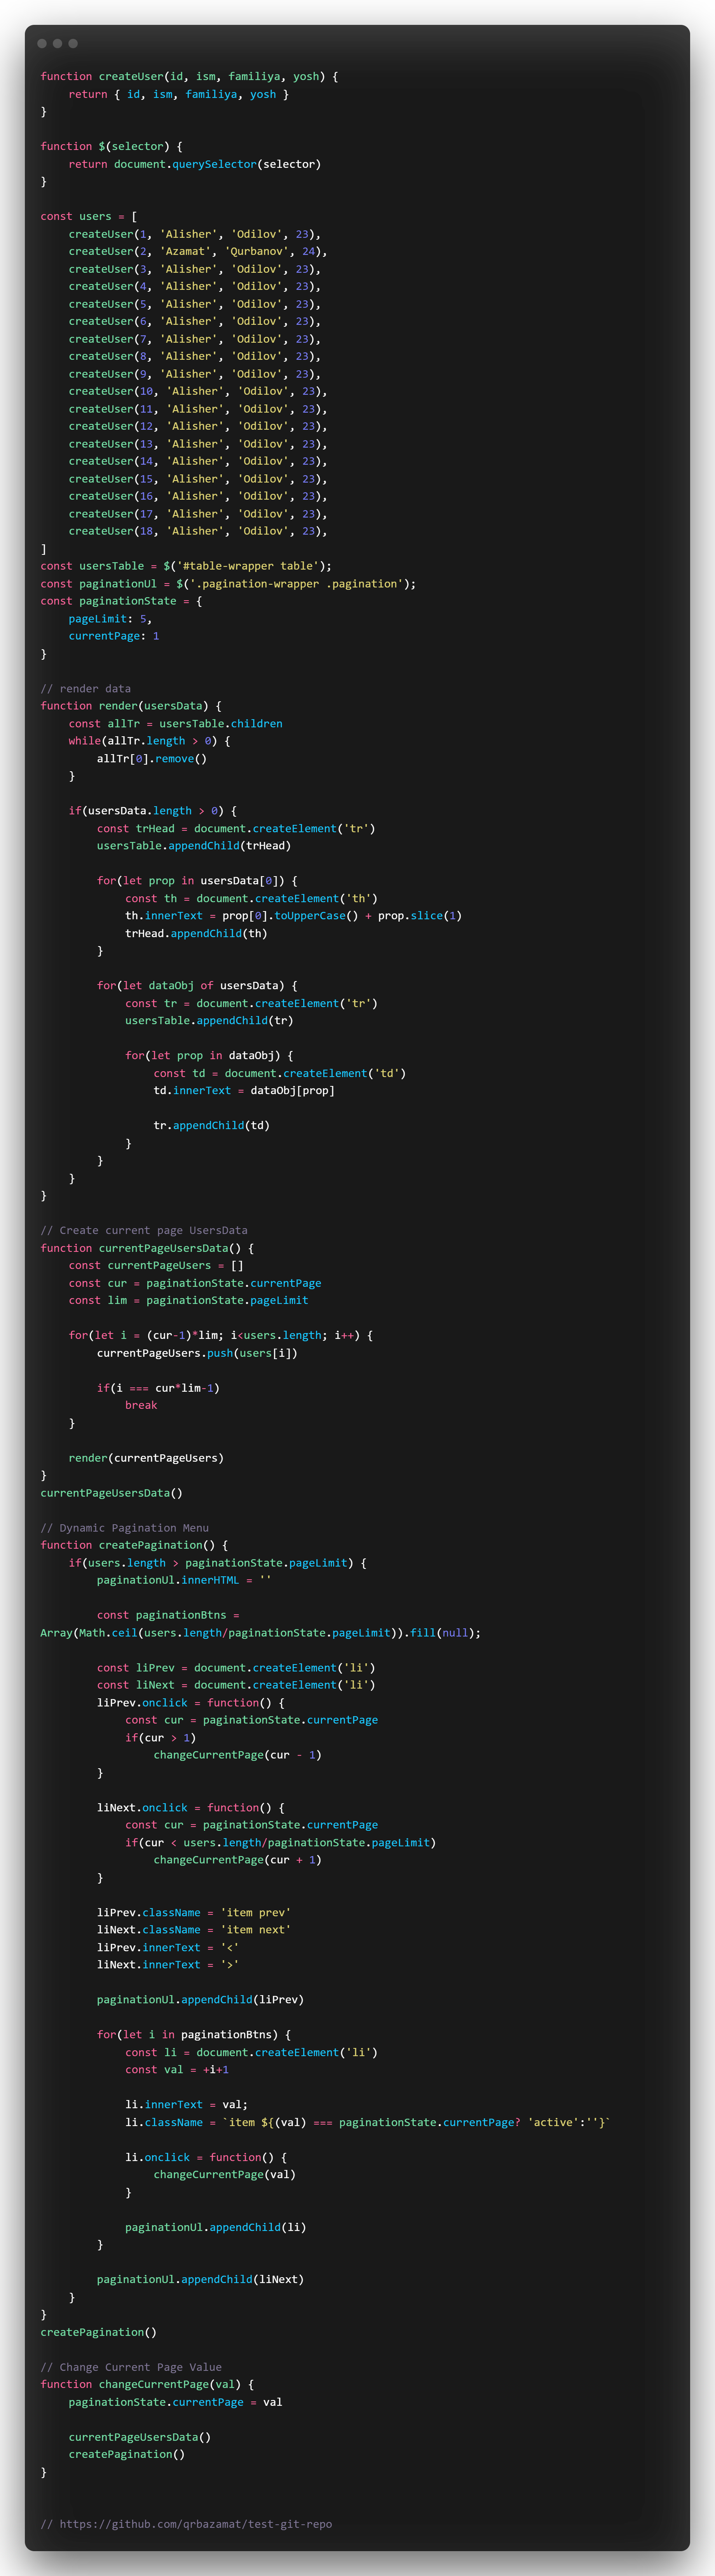 function createUser(id, ism, familiya, yosh) {
    return { id, ism, familiya, yosh }
}

function $(selector) {
    return document.querySelector(selector)
}

const users = [
    createUser(1, 'Alisher', 'Odilov', 23),
    createUser(2, 'Azamat', 'Qurbanov', 24),
    createUser(3, 'Alisher', 'Odilov', 23),
    createUser(4, 'Alisher', 'Odilov', 23),
    createUser(5, 'Alisher', 'Odilov', 23),
    createUser(6, 'Alisher', 'Odilov', 23),
    createUser(7, 'Alisher', 'Odilov', 23),
    createUser(8, 'Alisher', 'Odilov', 23),
    createUser(9, 'Alisher', 'Odilov', 23),
    createUser(10, 'Alisher', 'Odilov', 23),
    createUser(11, 'Alisher', 'Odilov', 23),
    createUser(12, 'Alisher', 'Odilov', 23),
    createUser(13, 'Alisher', 'Odilov', 23),
    createUser(14, 'Alisher', 'Odilov', 23),
    createUser(15, 'Alisher', 'Odilov', 23),
    createUser(16, 'Alisher', 'Odilov', 23),
    createUser(17, 'Alisher', 'Odilov', 23),
    createUser(18, 'Alisher', 'Odilov', 23),
]
const usersTable = $('#table-wrapper table');
const paginationUl = $('.pagination-wrapper .pagination');
const paginationState = {
    pageLimit: 5,
    currentPage: 1
}

// render data
function render(usersData) {
    const allTr = usersTable.children
    while(allTr.length > 0) {
        allTr[0].remove()
    }

    if(usersData.length > 0) {
        const trHead = document.createElement('tr')
        usersTable.appendChild(trHead)

        for(let prop in usersData[0]) {
            const th = document.createElement('th')
            th.innerText = prop[0].toUpperCase() + prop.slice(1)
            trHead.appendChild(th)
        }

        for(let dataObj of usersData) {
            const tr = document.createElement('tr')
            usersTable.appendChild(tr)

            for(let prop in dataObj) {
                const td = document.createElement('td')
                td.innerText = dataObj[prop]

                tr.appendChild(td)
            }
        }
    }
}

// Create current page UsersData
function currentPageUsersData() {
    const currentPageUsers = []
    const cur = paginationState.currentPage
    const lim = paginationState.pageLimit

    for(let i = (cur-1)*lim; i<users.length; i++) {
        currentPageUsers.push(users[i])

        if(i === cur*lim-1)
            break
    }

    render(currentPageUsers)
}
currentPageUsersData()

// Dynamic Pagination Menu
function createPagination() {
    if(users.length > paginationState.pageLimit) {
        paginationUl.innerHTML = ''

        const paginationBtns =
Array(Math.ceil(users.length/paginationState.pageLimit)).fill(null);

        const liPrev = document.createElement('li')
        const liNext = document.createElement('li')
        liPrev.onclick = function() {
            const cur = paginationState.currentPage
            if(cur > 1)
                changeCurrentPage(cur - 1)
        }

        liNext.onclick = function() {
            const cur = paginationState.currentPage
            if(cur < users.length/paginationState.pageLimit)
                changeCurrentPage(cur + 1)
        }

        liPrev.className = 'item prev'
        liNext.className = 'item next'
        liPrev.innerText = '<'
        liNext.innerText = '>'

        paginationUl.appendChild(liPrev)

        for(let i in paginationBtns) {
            const li = document.createElement('li')
            const val = +i+1

            li.innerText = val;
            li.className = `item ${(val) === paginationState.currentPage? 'active':''}`

            li.onclick = function() {
                changeCurrentPage(val)
            }

            paginationUl.appendChild(li)
        }

        paginationUl.appendChild(liNext)
    }
}
createPagination()

// Change Current Page Value
function changeCurrentPage(val) {
    paginationState.currentPage = val

    currentPageUsersData()
    createPagination()
}

// https://github.com/qrbazamat/test-git-repo